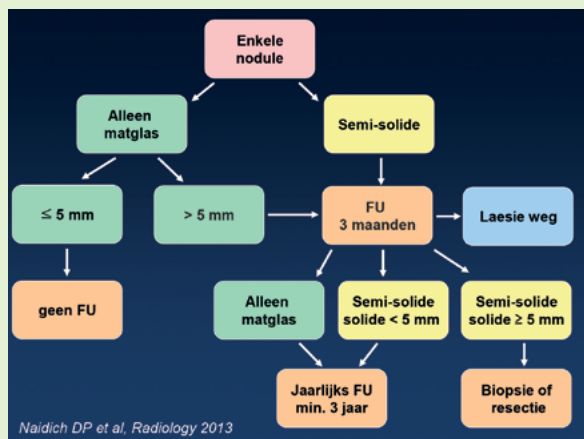 Enkele
nodule
Alleen
matglas
Semi-solide
≤ 5 mm
> 5 mm
FU
3 maanden
Laesie weg
geen FU
Alleen
matglas
Semi-solide
solide < 5 mm
Semi-solide
solide ≥ 5 mm
Jaarlijks FU
min. 3 jaar
Biopsie of
resectie
Naidich DP et al, Radiology 2013